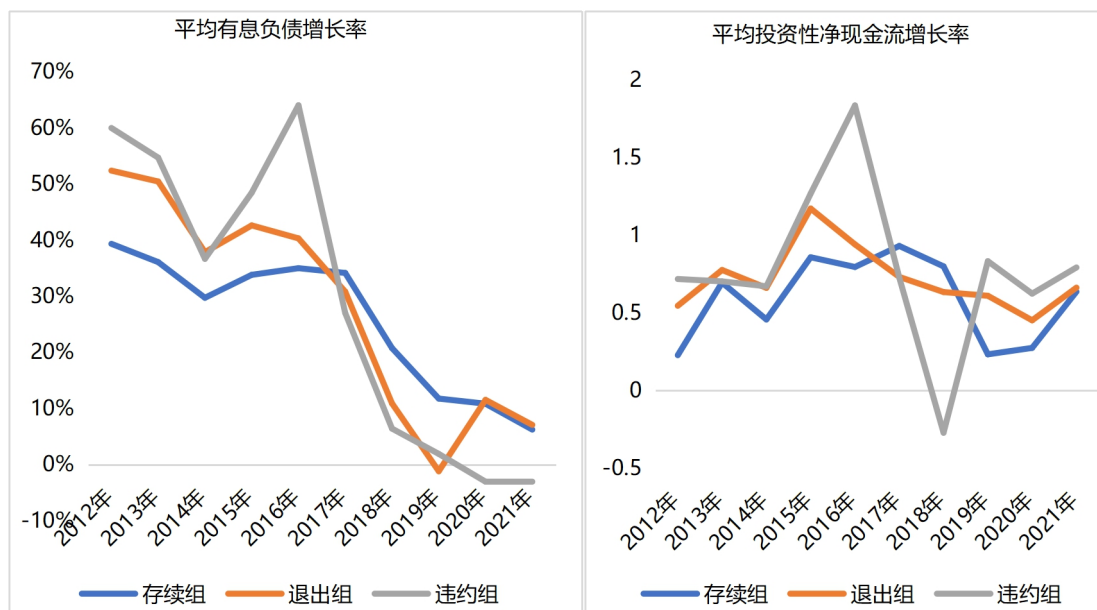 平均有息负债增长率
70%
60%
50%
40%
30%
20%
10%
0%
-10%
2012年
2013年
2014年
2015年
2016年
2017年
2018年
2019年
2020年
2021年
存续组
退出组
违约组
平均投资性净现金流增长率
2
1.5
1
0.5
0
-0.5
2012年
2013年
2014年
2015年
2016年
2017年
2018年
2019年
2020年
2021年
存续组
退出组
违约组